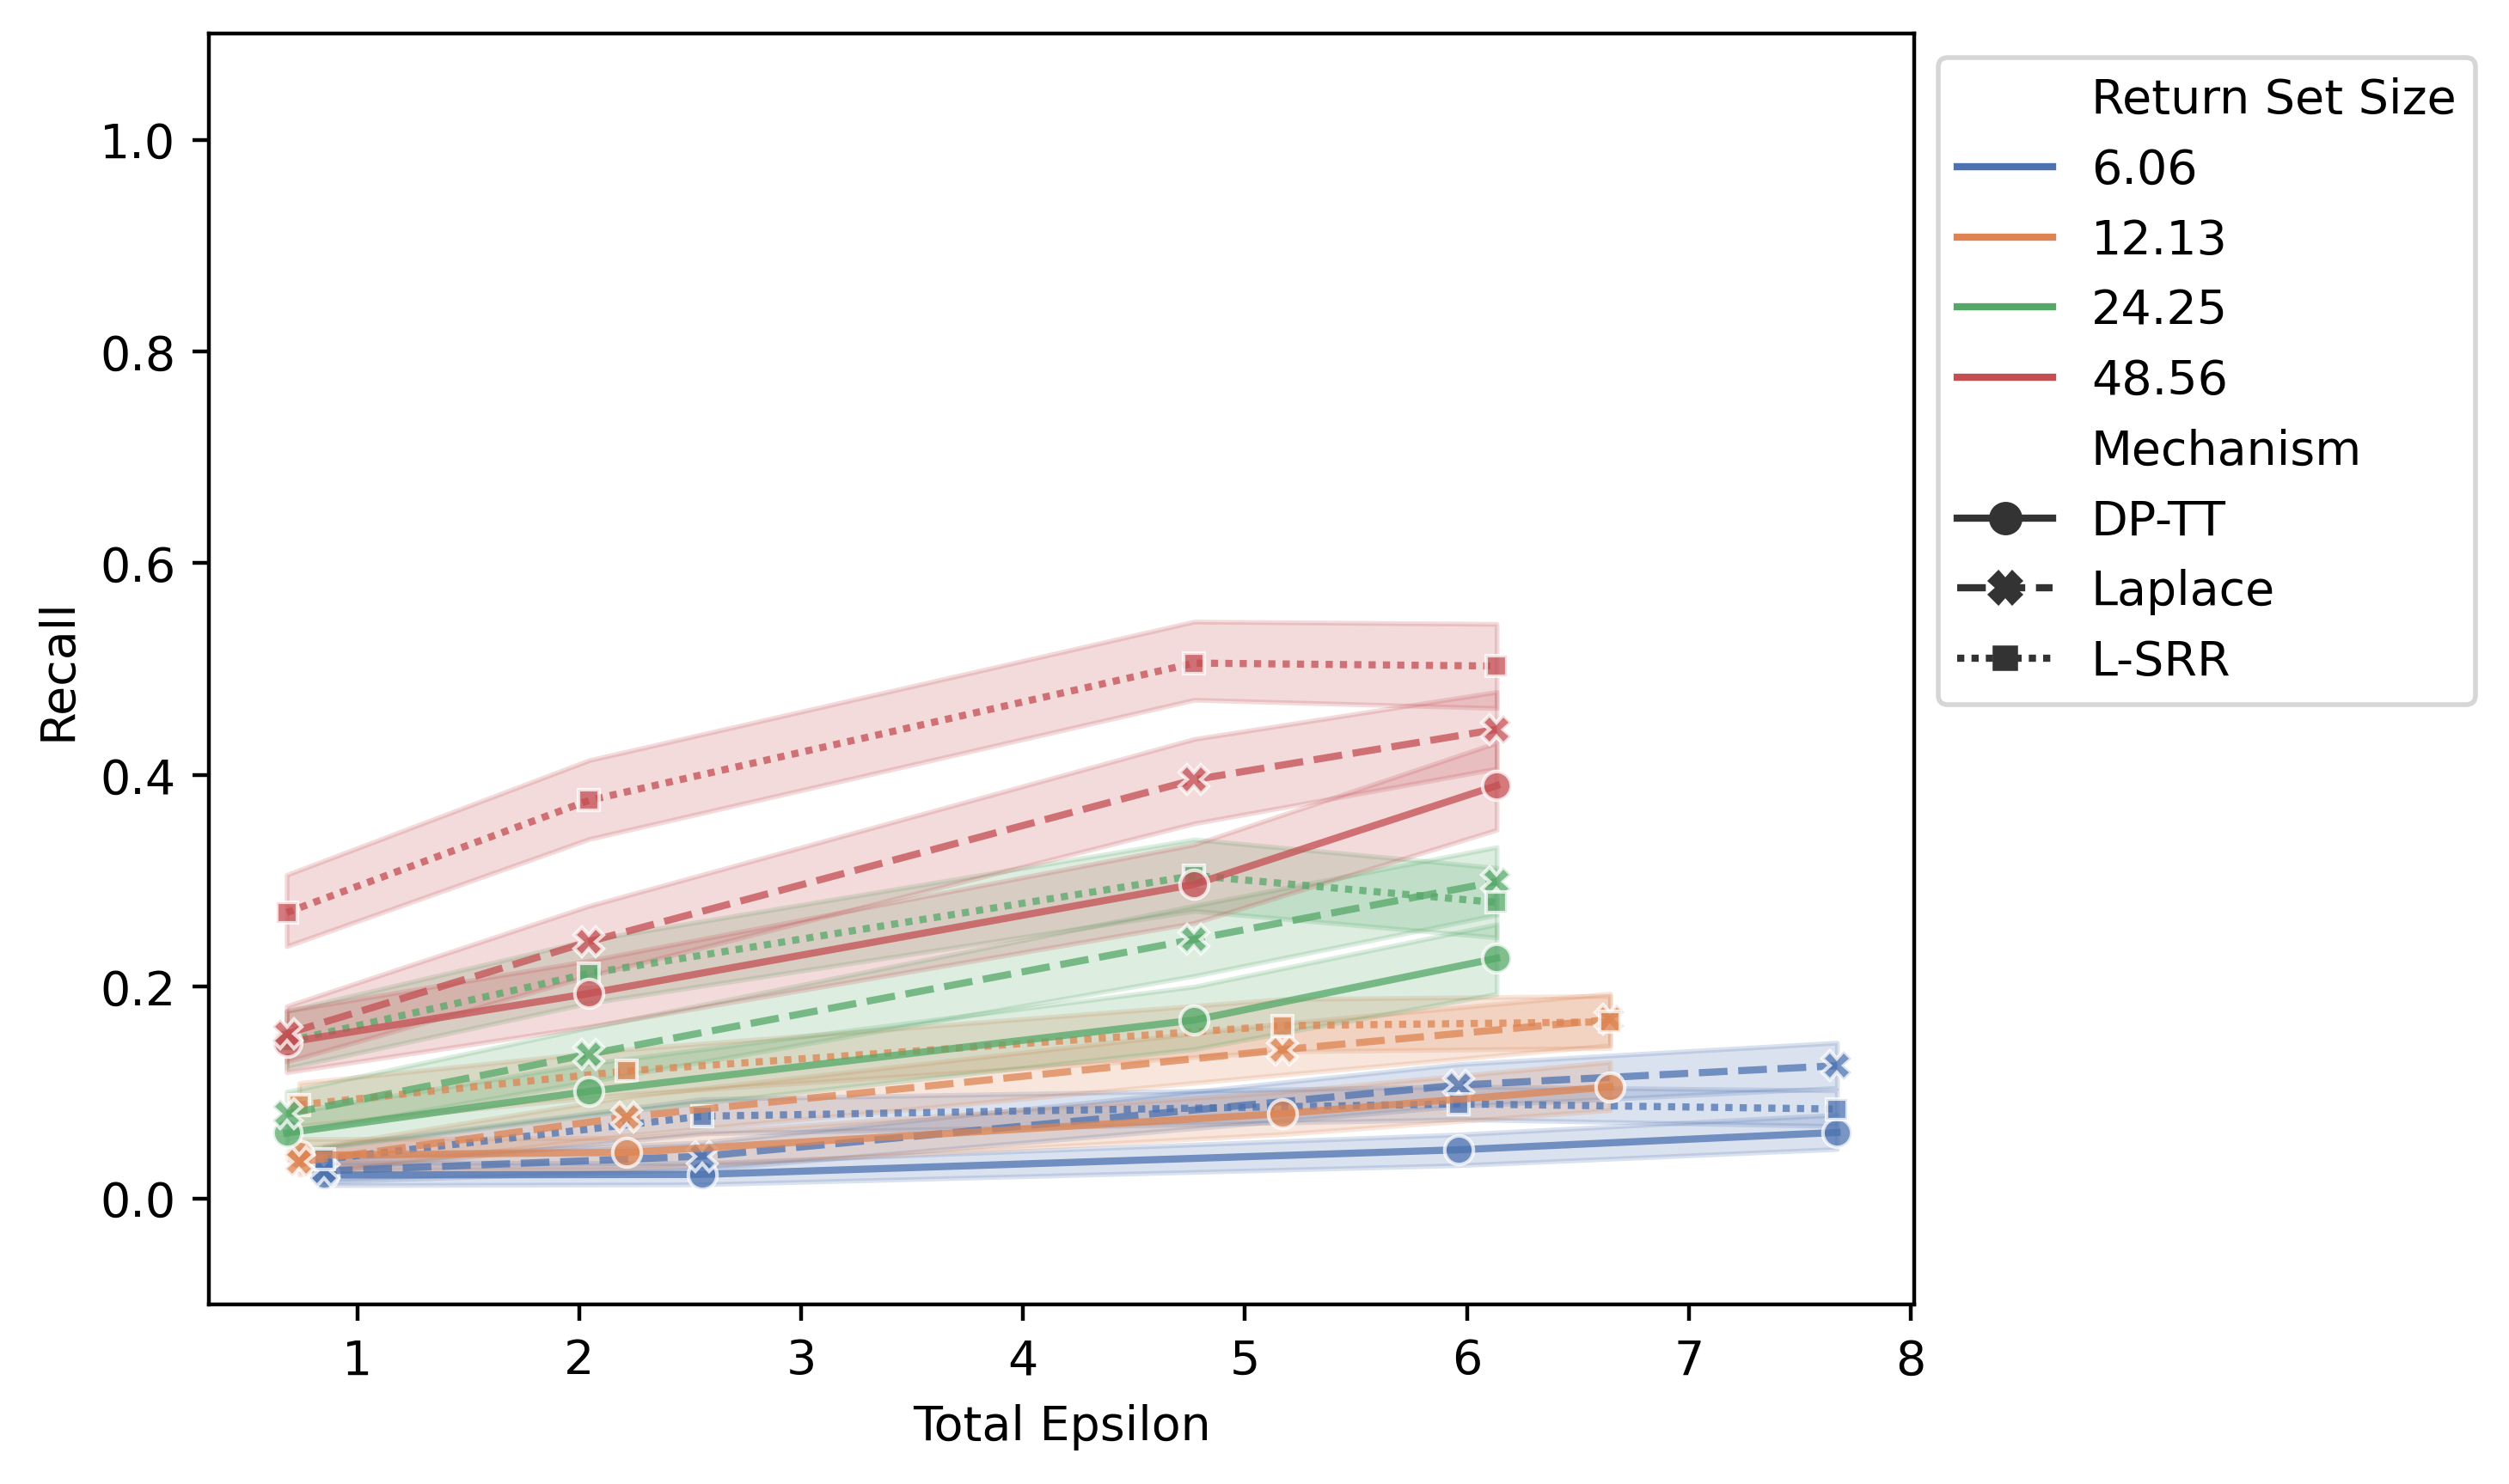 1.0
0.8
0.6
0.4
0.2
0.0
Recall
1 2 3 4 5 6 7 8
Total Epsilon
Return Set Size
6.06
12.13
24.25
48.56
Mechanism
DP-TT
Laplace
L-SRR